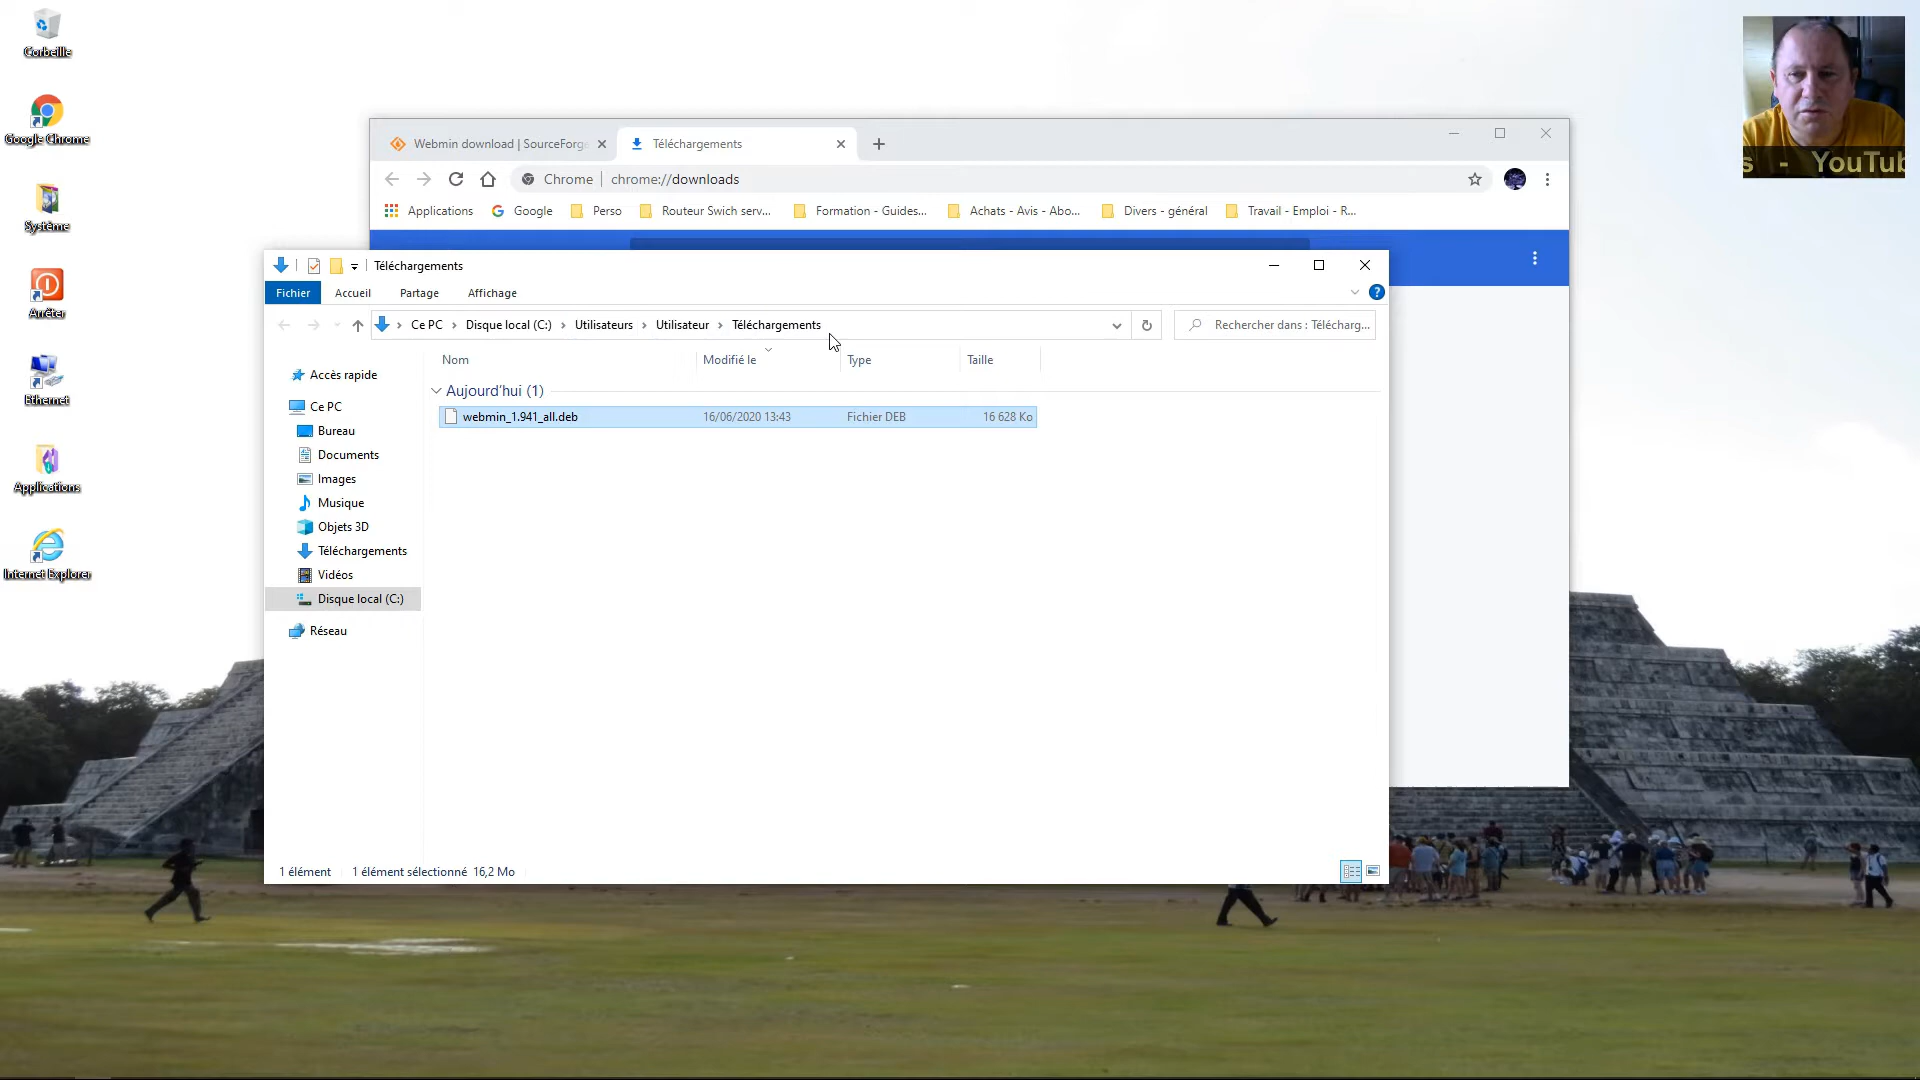 Corbeille
Google Chrome
Système
Arrêter
Ethernet
Applications
Internet Explorer
s - YouTub
Webmin download | SourceForge
Téléchargements
Chrome | chrome://downloads
Applications
Google
Perso
Routeur Swich serv...
Formation - Guides...
Achats - Avis - Abo...
Divers - général
Travail - Emploi - R...
Téléchargements
Fichier
Accueil
Partage
Affichage
Ce PC > Disque local (C:) > Utilisateurs > Utilisateur > Téléchargements
Rechercher dans : Télécharg...
Nom
Modifié le
Type
Taille
Aujourd'hui (1)
webmin_1.941_all.deb
16/06/2020 13:43
Fichier DEB
16 628 Ko
Accès rapide
Ce PC
Bureau
Documents
Images
Musique
Objets 3D
Téléchargements
Vidéos
Disque local (C:)
Réseau
1 élément
1 élément sélectionné 16,2 Mo